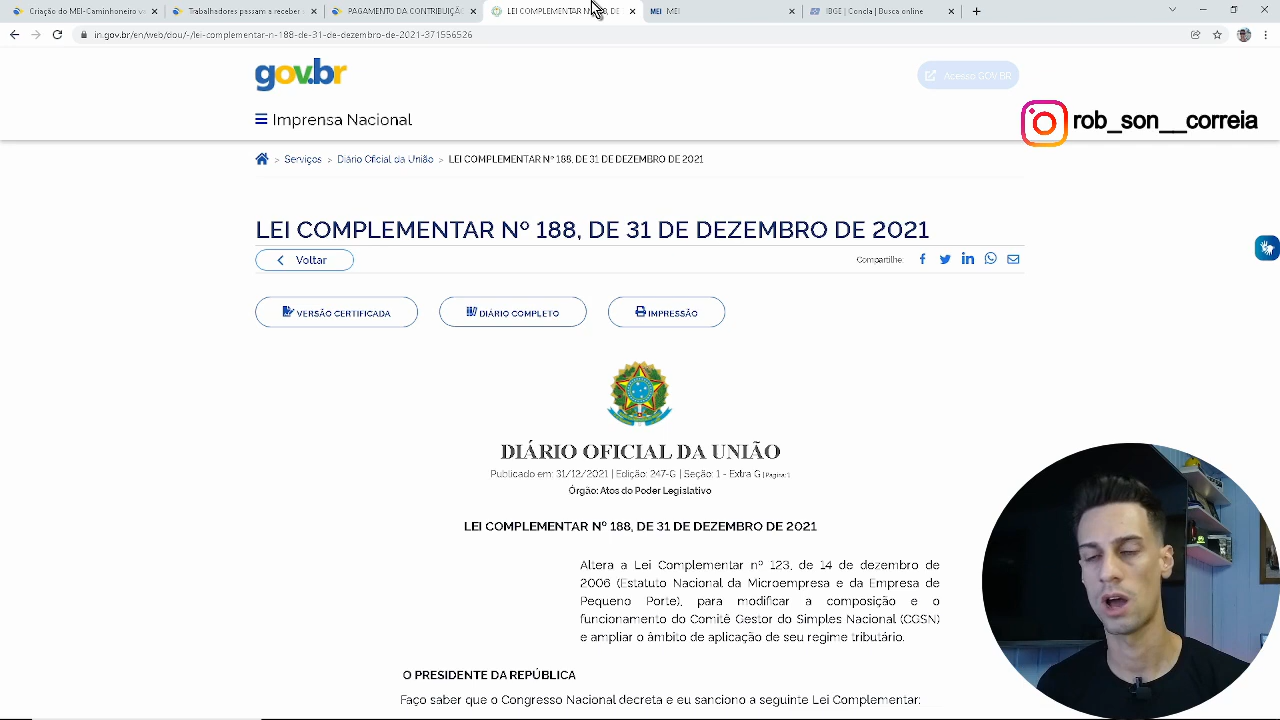 Criação do MEI-Caminhoneiro va
Trabalhadores passam a receber a
PAGAMENTO DA CONTRIBUIÇÃO
LEI COMPLEMENTAR Nº 188, DE
MEI MEI
IBGE | Concla | Busca online
in.gov.br/en/web/dou/-/lei-complementar-n-188-de-31-de-dezembro-de-2021-371556526
gov.br
Acesso GOV.BR
Imprensa Nacional
rob_son__correia
> Serviços > Diário Oficial da União > LEI COMPLEMENTAR Nº 188, DE 31 DE DEZEMBRO DE 2021
LEI COMPLEMENTAR Nº 188, DE 31 DE DEZEMBRO DE 2021
Voltar
Compartilhe:
VERSÃO CERTIFICADA
DIÁRIO COMPLETO
IMPRESSÃO
DIÁRIO OFICIAL DA UNIÃO
Publicado em: 31/12/2021 | Edição: 247-G | Seção: 1 - Extra G | Página: 1
Órgão: Atos do Poder Legislativo
LEI COMPLEMENTAR Nº 188, DE 31 DE DEZEMBRO DE 2021
Altera a Lei Complementar nº 123, de 14 de dezembro de
2006 (Estatuto Nacional da Microempresa e da Empresa de
Pequeno Porte), para modificar a composição e o
funcionamento do Comitê Gestor do Simples Nacional (CGSN)
e ampliar o âmbito de aplicação de seu regime tributário.
O PRESIDENTE DA REPÚBLICA
Faço saber que o Congresso Nacional decreta e eu sanciono a seguinte Lei Complementar: